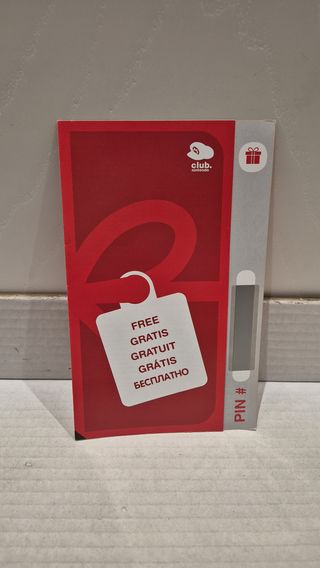 club.
nintendo
FREE
GRATIS
GRATUIT
GRÁTIS
БЕСПЛАТНО
PIN #